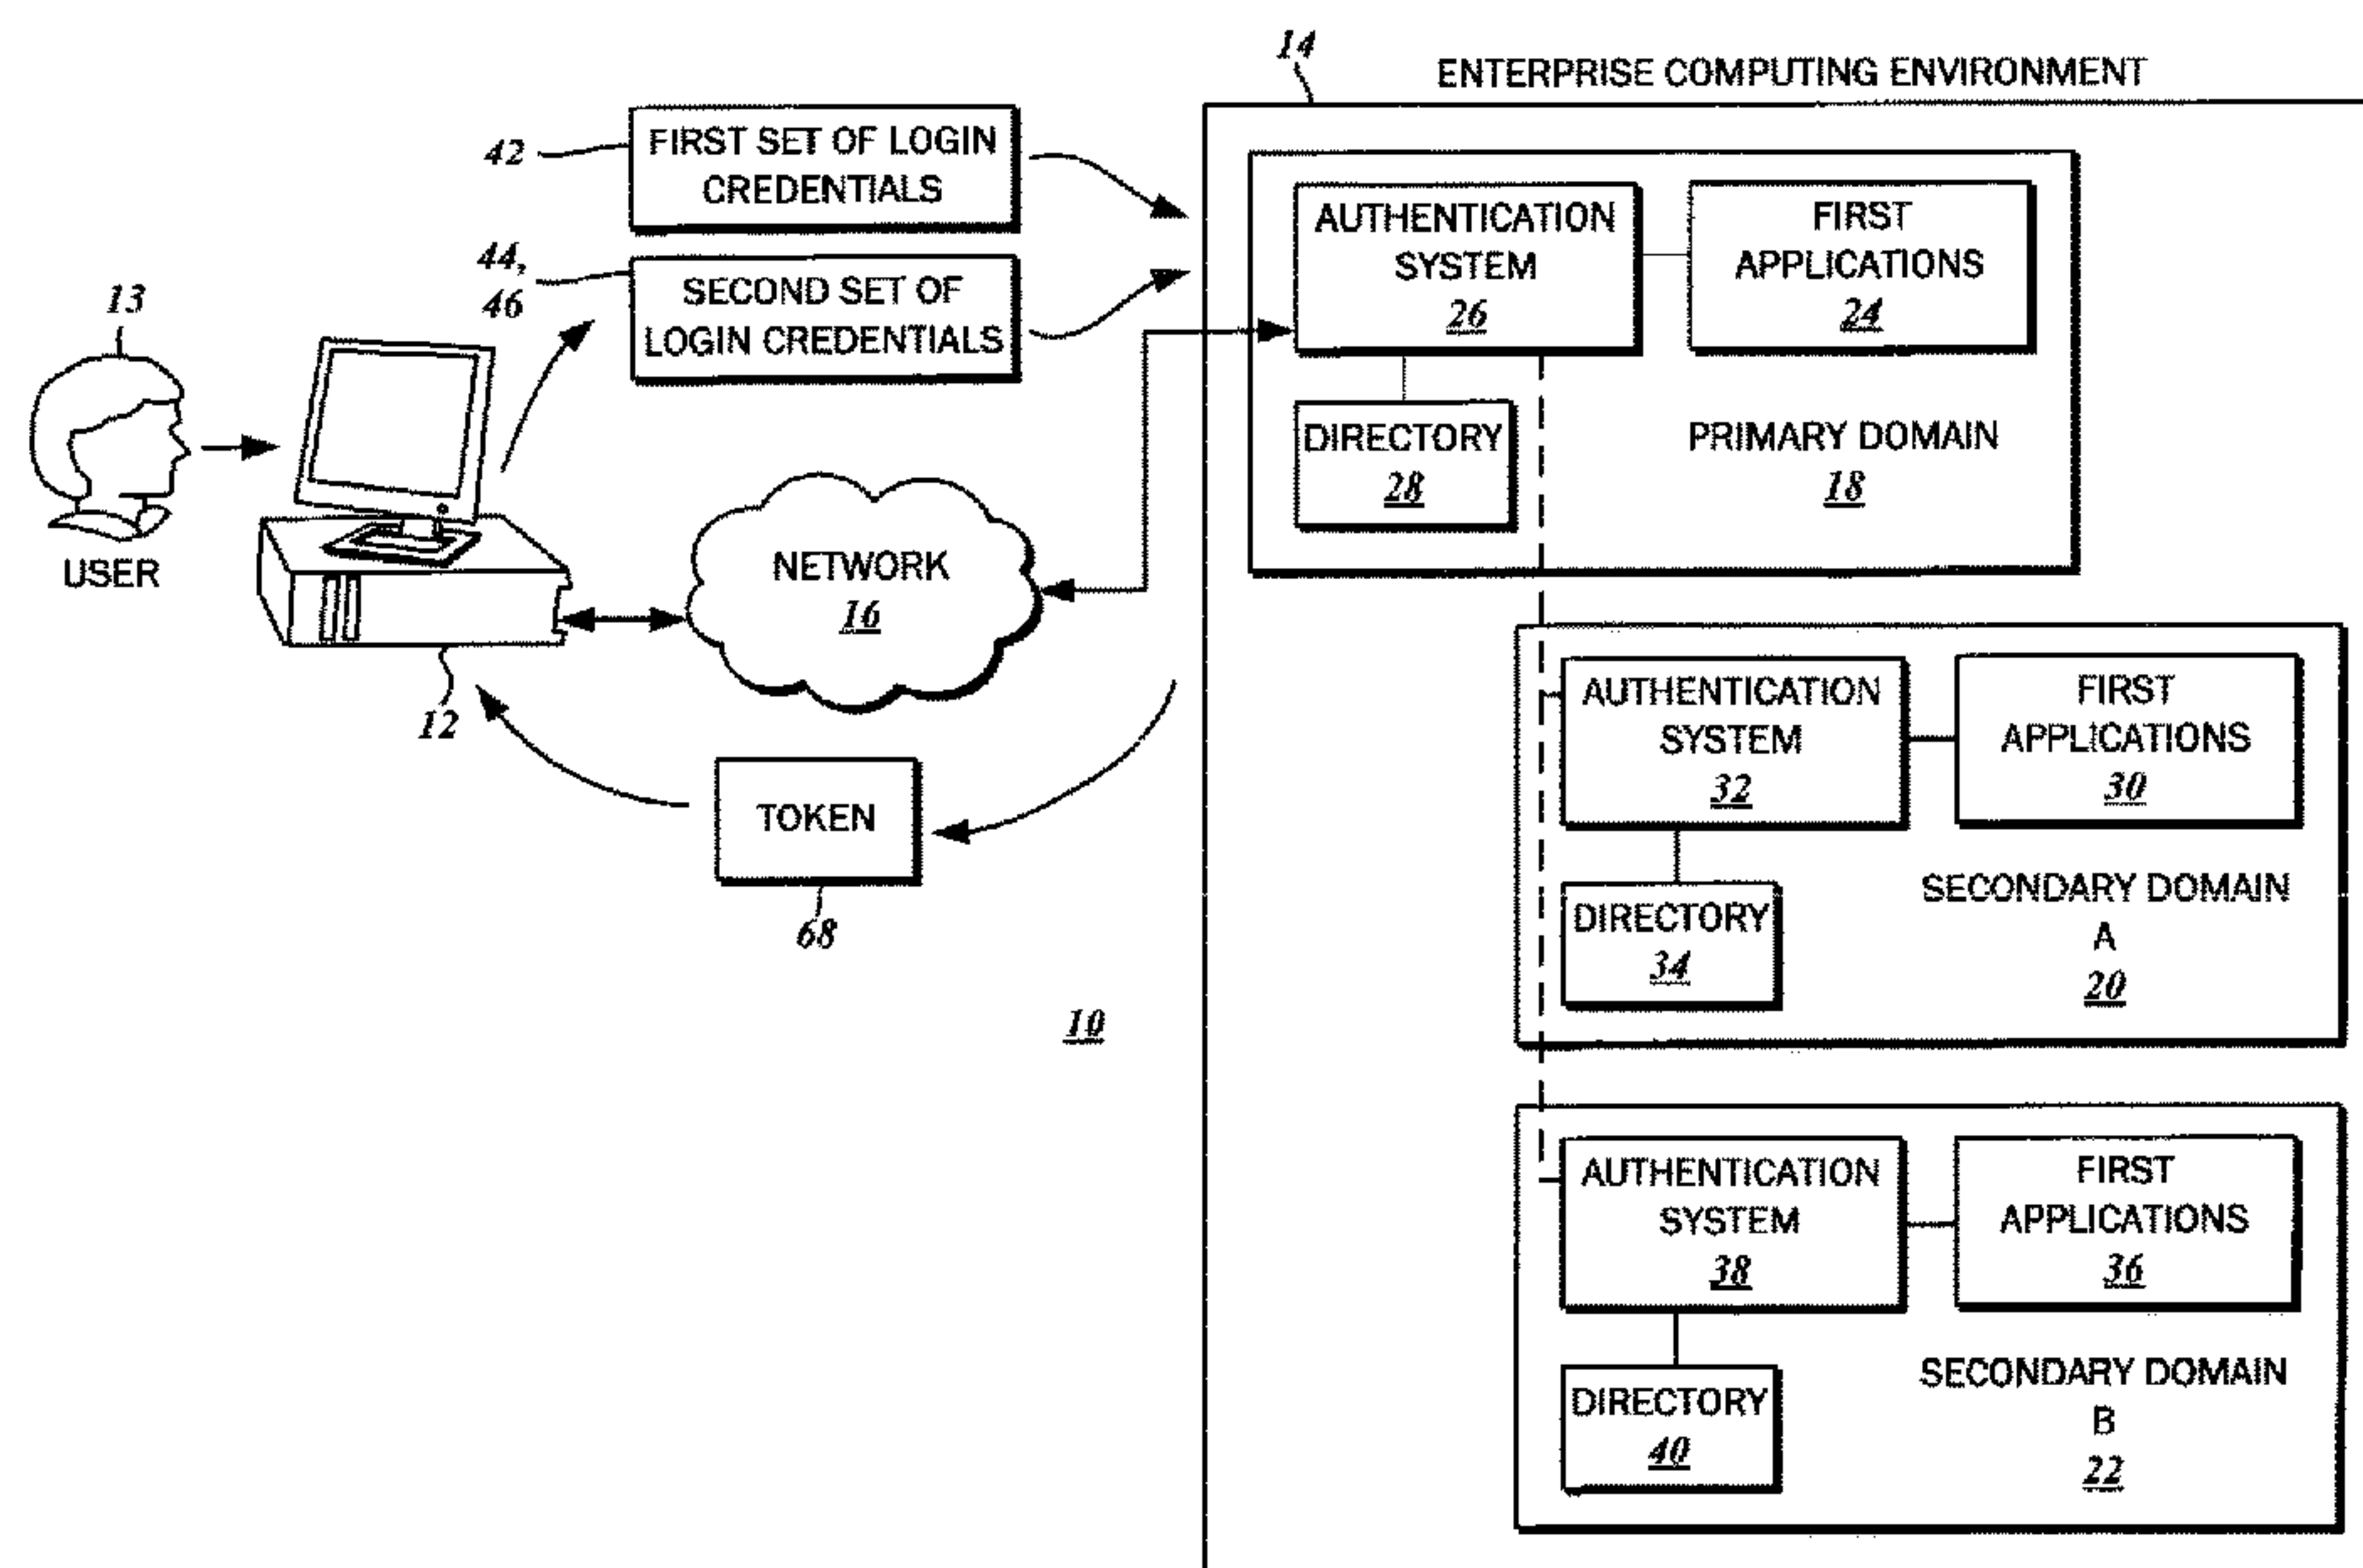 14
ENTERPRISE COMPUTING ENVIRONMENT
42
FIRST SET OF LOGIN
CREDENTIALS
44,
46
SECOND SET OF
LOGIN CREDENTIALS
13
USER
12
NETWORK
16
TOKEN
68
10
AUTHENTICATION
SYSTEM
26
FIRST
APPLICATIONS
24
DIRECTORY
28
PRIMARY DOMAIN
18
AUTHENTICATION
SYSTEM
32
FIRST
APPLICATIONS
30
DIRECTORY
34
SECONDARY DOMAIN
A
20
AUTHENTICATION
SYSTEM
38
FIRST
APPLICATIONS
36
DIRECTORY
40
SECONDARY DOMAIN
B
22